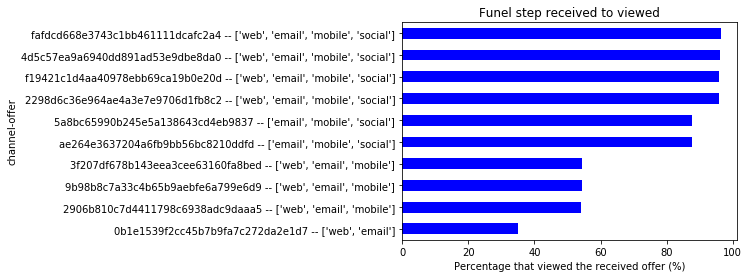 Funel step received to viewed
fafdcd668e3743c1bb461111dcafc2a4 -- ['web', 'email', 'mobile', 'social']
4d5c57ea9a6940dd891ad53e9dbe8da0 -- ['web', 'email', 'mobile', 'social']
f19421c1d4aa40978ebb69ca19b0e20d -- ['web', 'email', 'mobile', 'social']
2298d6c36e964ae4a3e7e9706d1fb8c2 -- ['web', 'email', 'mobile', 'social']
5a8bc65990b245e5a138643cd4eb9837 -- ['email', 'mobile', 'social']
ae264e3637204a6fb9bb56bc8210ddfd -- ['email', 'mobile', 'social']
3f207df678b143eea3cee63160fa8bed -- ['web', 'email', 'mobile']
9b98b8c7a33c4b65b9aebfe6a799e6d9 -- ['web', 'email', 'mobile']
2906b810c7d4411798c6938adc9daaa5 -- ['web', 'email', 'mobile']
0b1e1539f2cc45b7b9fa7c272da2e1d7 -- ['web', 'email']
channel-offer
0 20 40 60 80 100
Percentage that viewed the received offer (%)